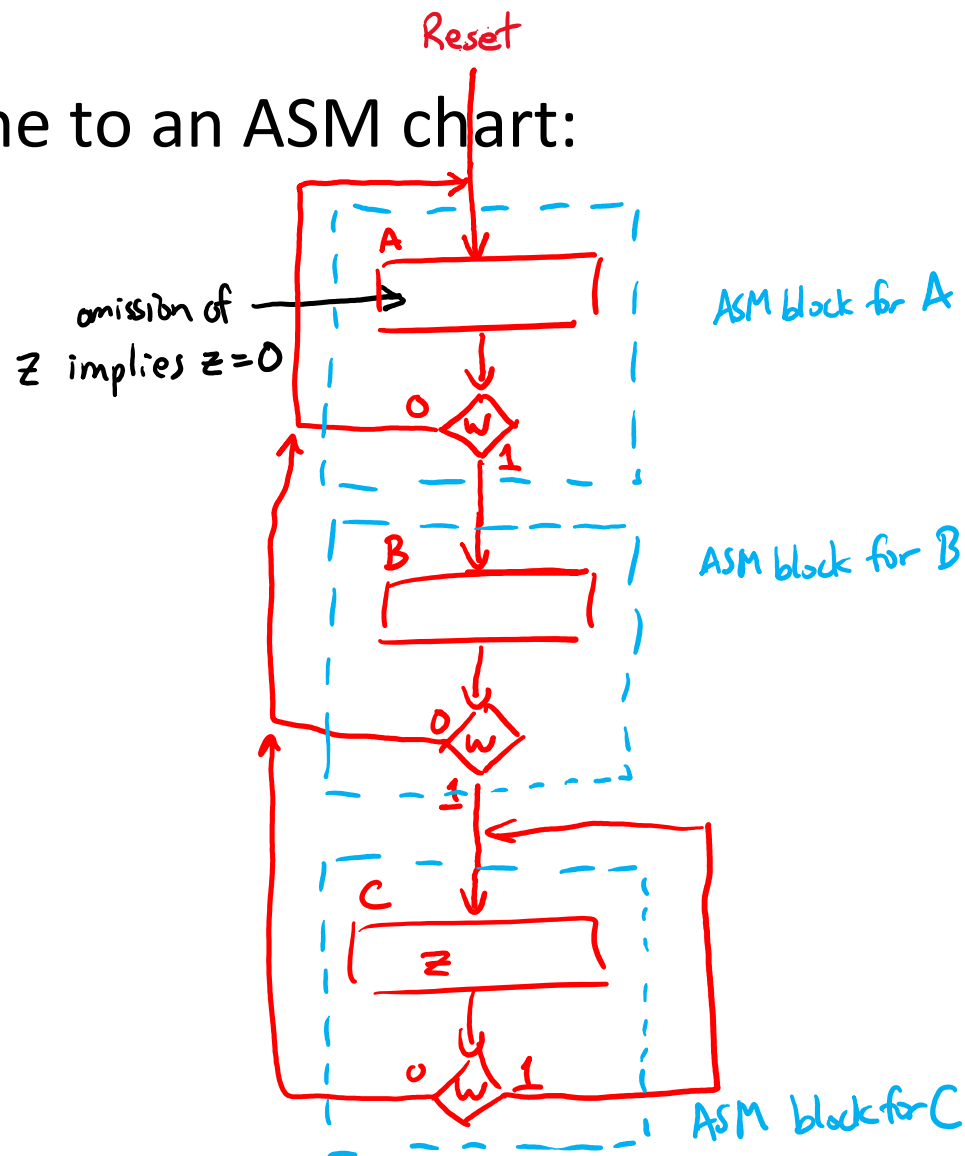 Reset
ne to an ASM chart:
A
omission of
Z implies z=0
ASM block for A
0
W
1
B
ASM block for B
0
W
1
C
Z
0
W
1
ASM block for C